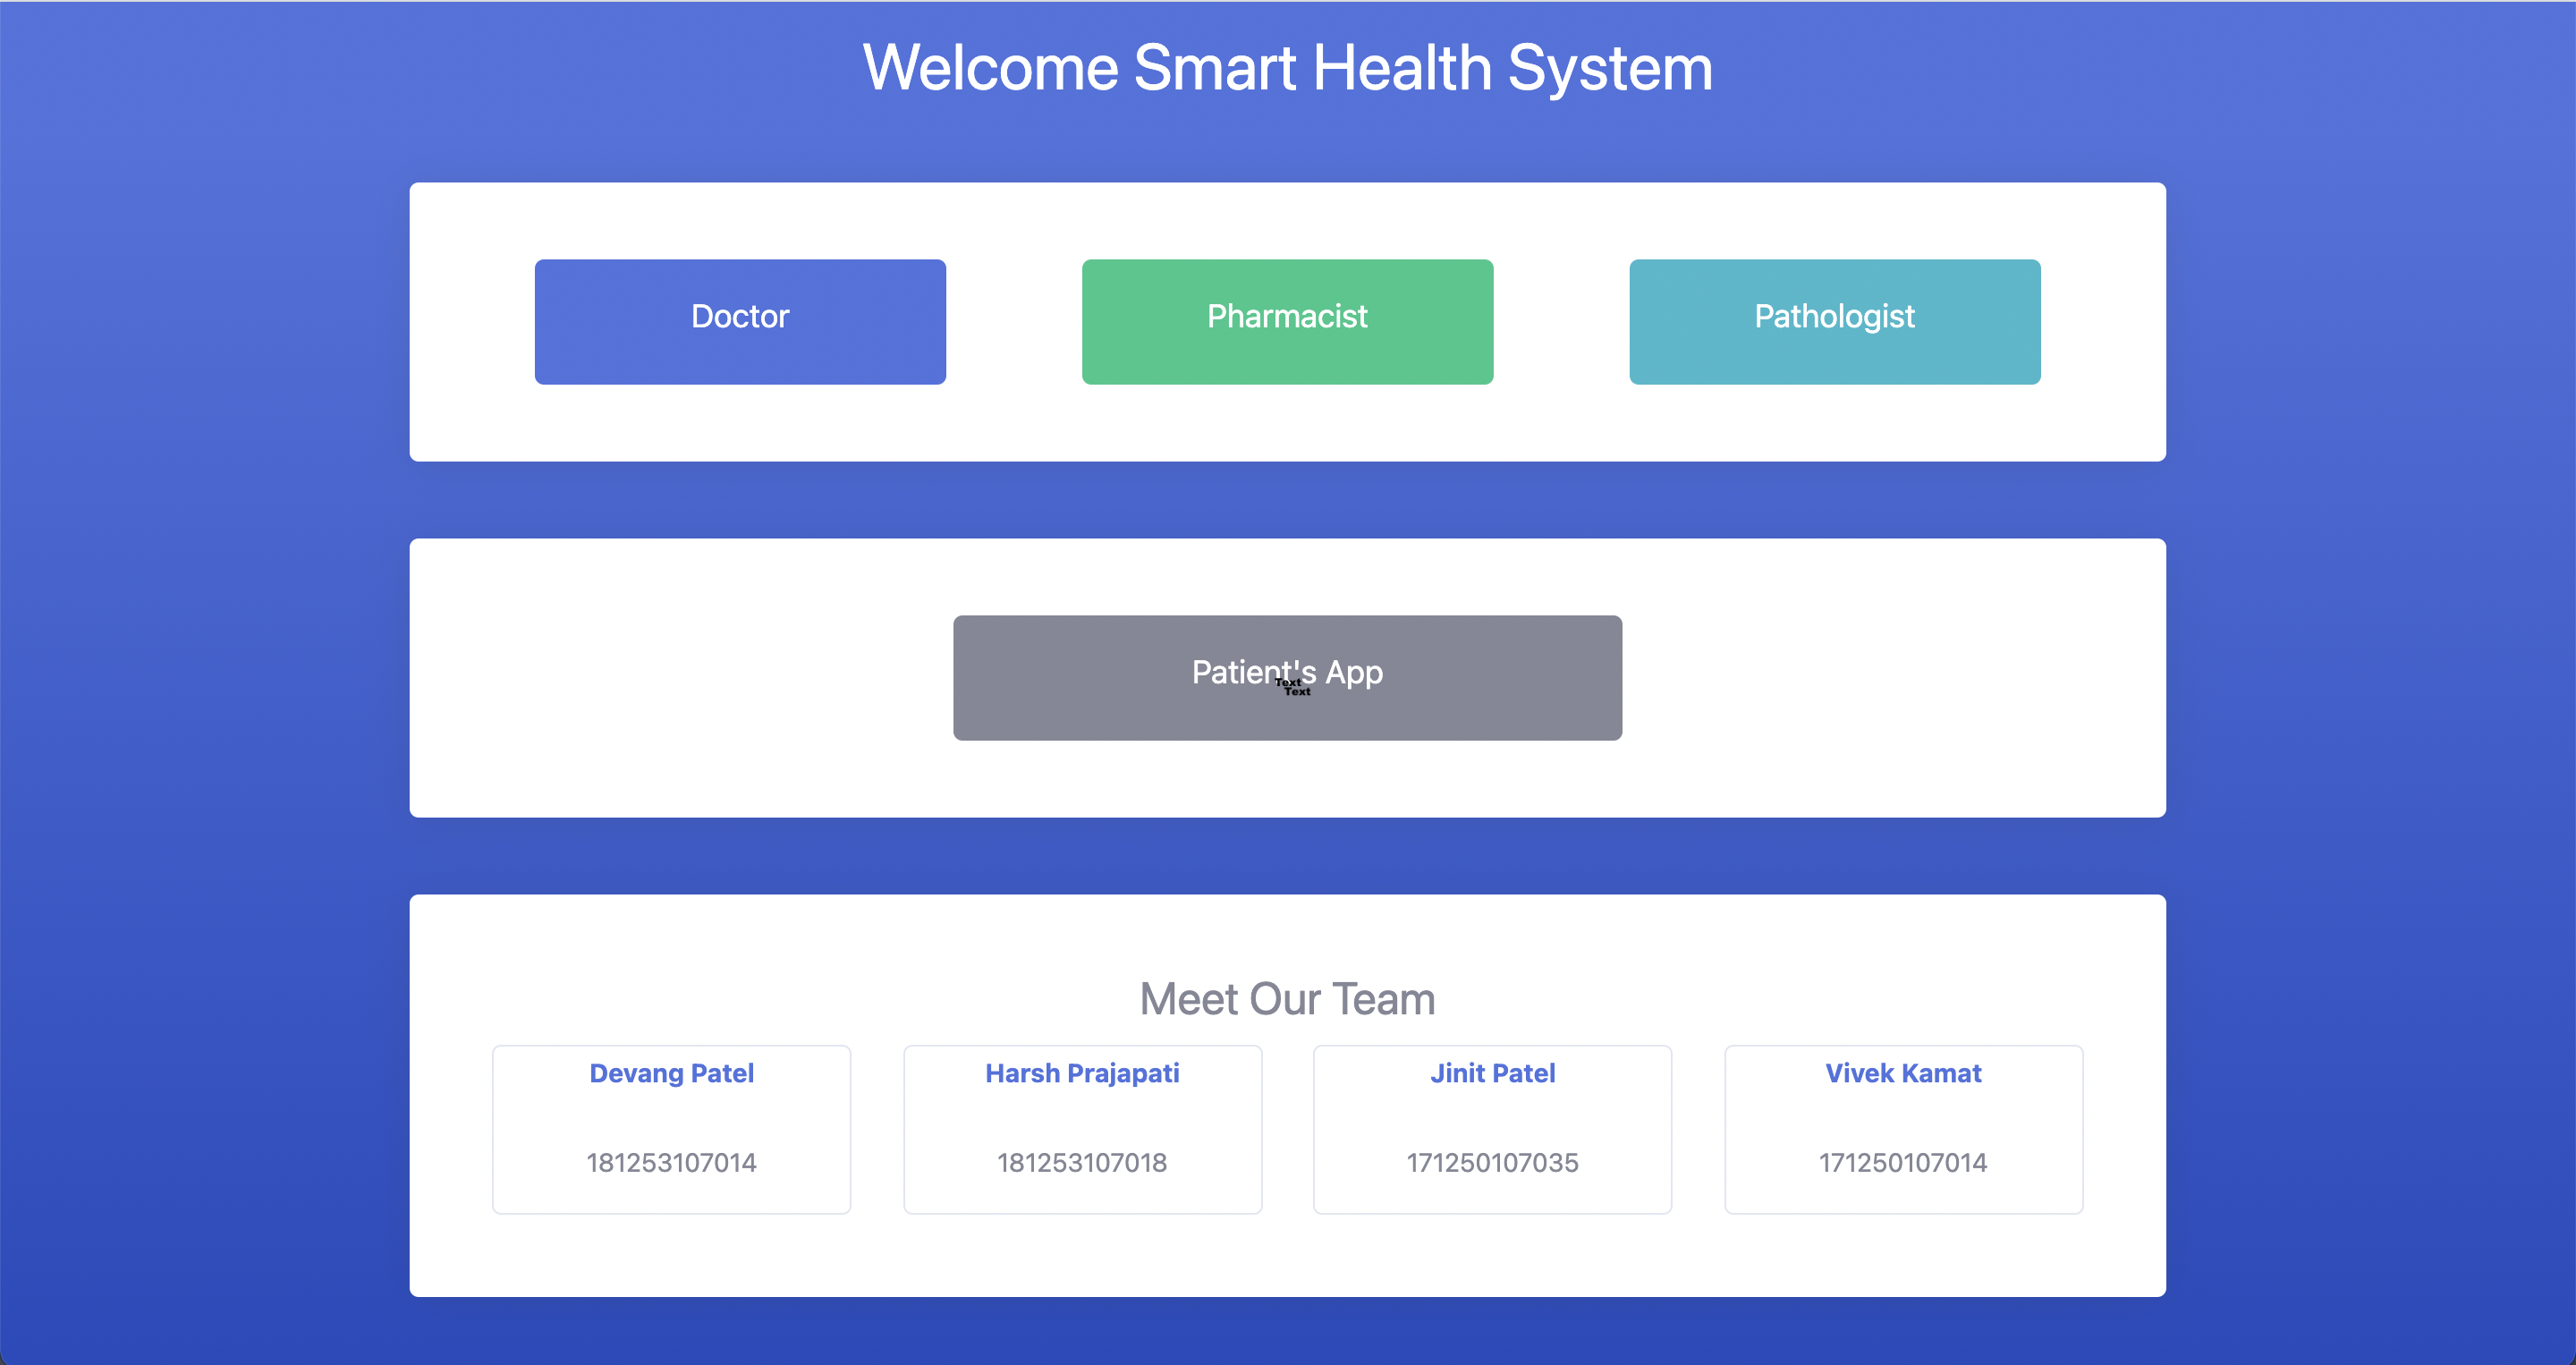 Welcome Smart Health System
Doctor
Pharmacist
Pathologist
Patient's App
Text
Text
Meet Our Team
Devang Patel
Harsh Prajapati
Jinit Patel
Vivek Kamat
181253107014
181253107018
171250107035
171250107014